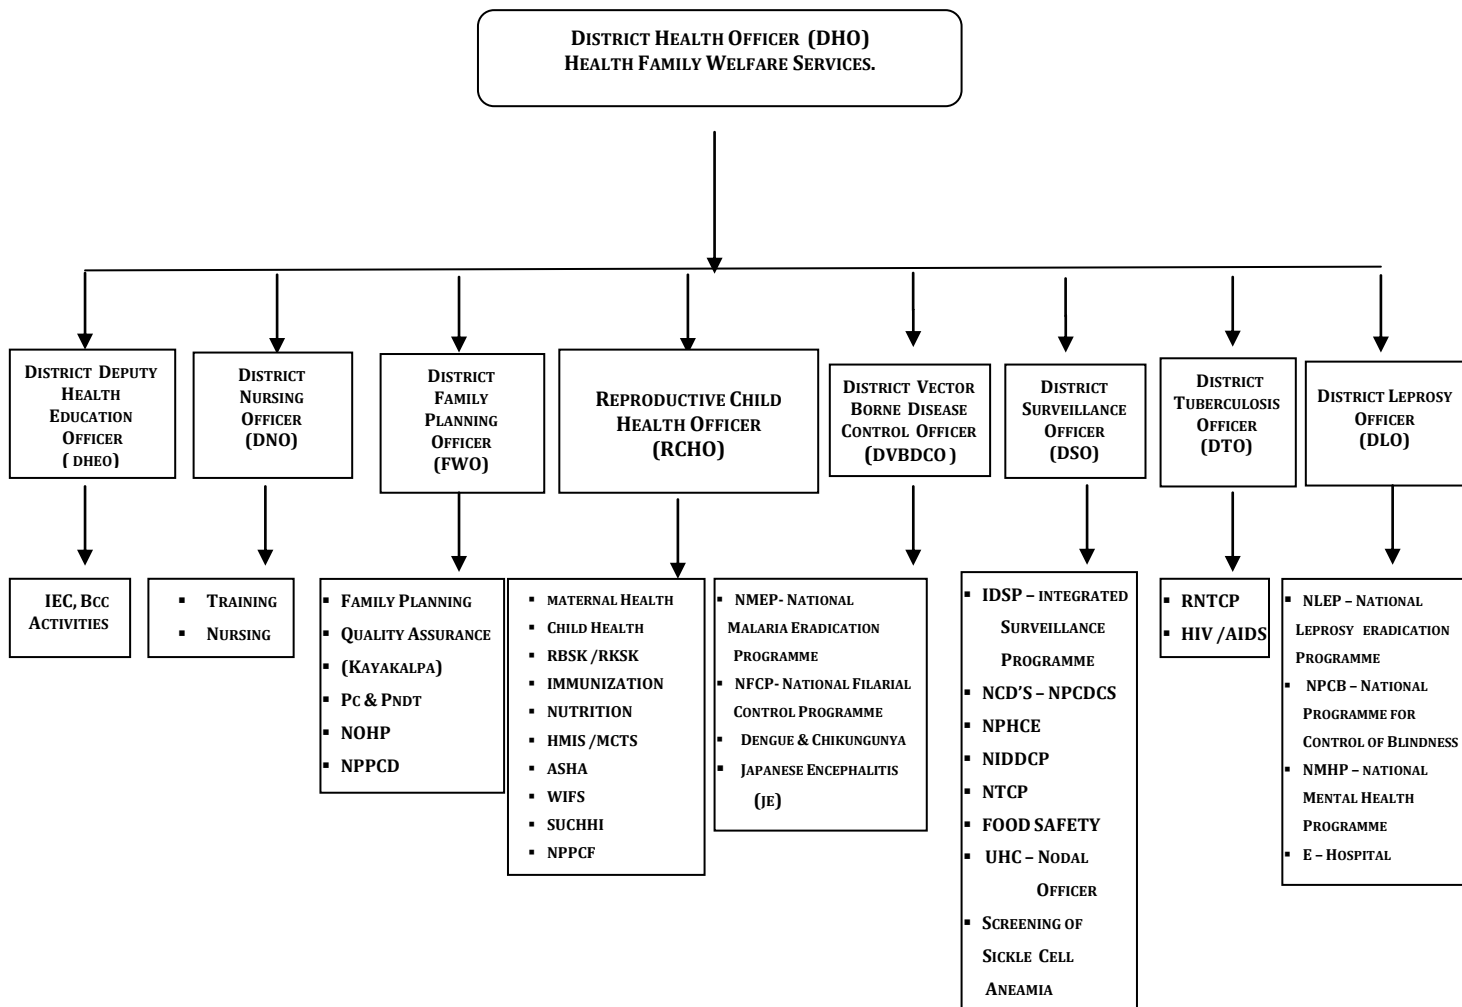 DISTRICT HEALTH OFFICER (DHO)
HEALTH FAMILY WELFARE SERVICES.
DISTRICT DEPUTY
HEALTH
EDUCATION
OFFICER
( DHEO)
DISTRICT
NURSING
OFFICER
(DNO)
DISTRICT
FAMILY
PLANNING
OFFICER
(FWO)
REPRODUCTIVE CHILD
HEALTH OFFICER
(RCHO)
DISTRICT VECTOR
BORNE DISEASE
CONTROL OFFICER
(DVBDCO )
DISTRICT
SURVEILLANCE
OFFICER
(DSO)
DISTRICT
TUBERCULOSIS
OFFICER
(DTO)
DISTRICT LEPROSY
OFFICER
(DLO)
IEC, BCC
ACTIVITIES
▪ TRAINING
▪ NURSING
▪ FAMILY PLANNING
▪ QUALITY ASSURANCE
▪ (KAYAKALPA)
▪ PC & PNDT
▪ NOHP
▪ NPPCD
▪ MATERNAL HEALTH
▪ CHILD HEALTH
▪ RBSK /RKSK
▪ IMMUNIZATION
▪ NUTRITION
▪ HMIS /MCTS
▪ ASHA
▪ WIFS
▪ SUCHHI
▪ NPPCF
▪ NMEP- NATIONAL
MALARIA ERADICATION
PROGRAMME
▪ NFCP- NATIONAL FILARIAL
CONTROL PROGRAMME
▪ DENGUE & CHIKUNGUNYA
▪ JAPANESE ENCEPHALITIS
(JE)
▪ IDSP – INTEGRATED
SURVEILLANCE
PROGRAMME
▪ NCD'S – NPCDCS
▪ NPHCE
▪ NIDDCP
▪ NTCP
▪ FOOD SAFETY
▪ UHC – NODAL
OFFICER
▪ SCREENING OF
SICKLE CELL
ANEAMIA
▪ RNTCP
▪ HIV /AIDS
▪ NLEP – NATIONAL
LEPROSY ERADICATION
PROGRAMME
▪ NPCB – NATIONAL
PROGRAMME FOR
CONTROL OF BLINDNESS
▪ NMHP – NATIONAL
MENTAL HEALTH
PROGRAMME
▪ E – HOSPITAL